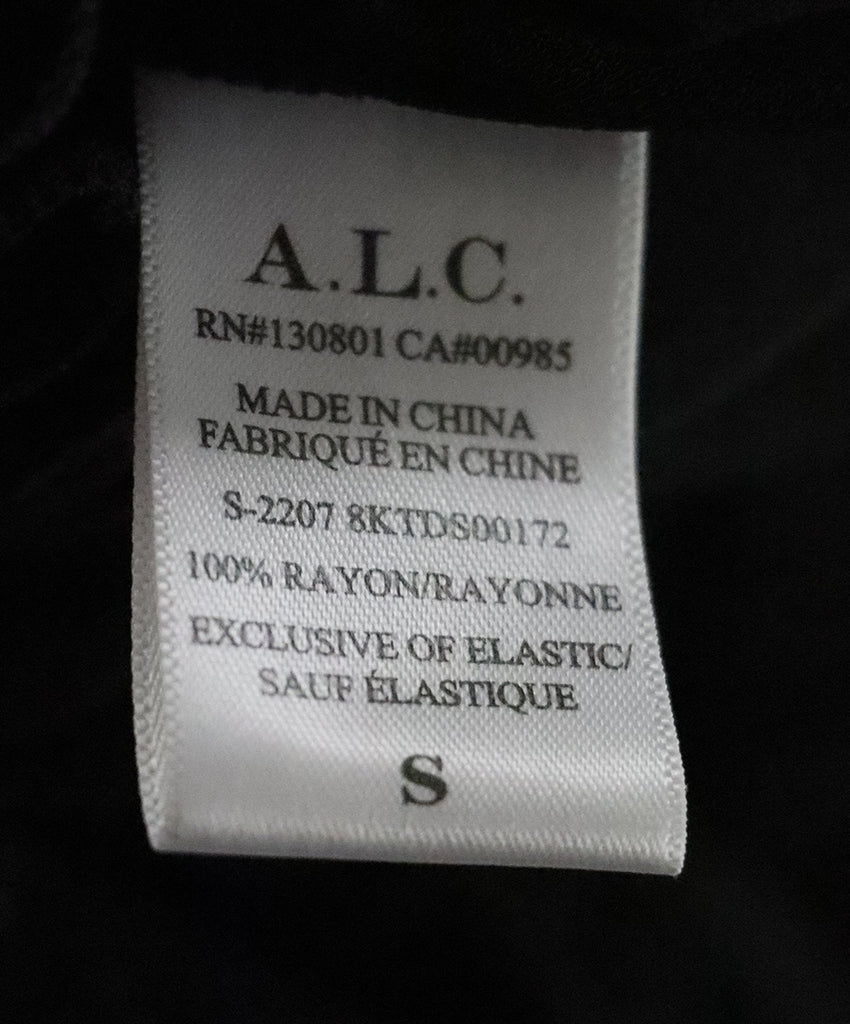 A.L.C.
RN#130801 CA#00985
MADE IN CHINA
FABRIQUÉ EN CHINE
S-2207 8KTDS00172
100% RAYON/RAYONNE
EXCLUSIVE OF ELASTIC/
SAUF ÉLASTIQUE
S